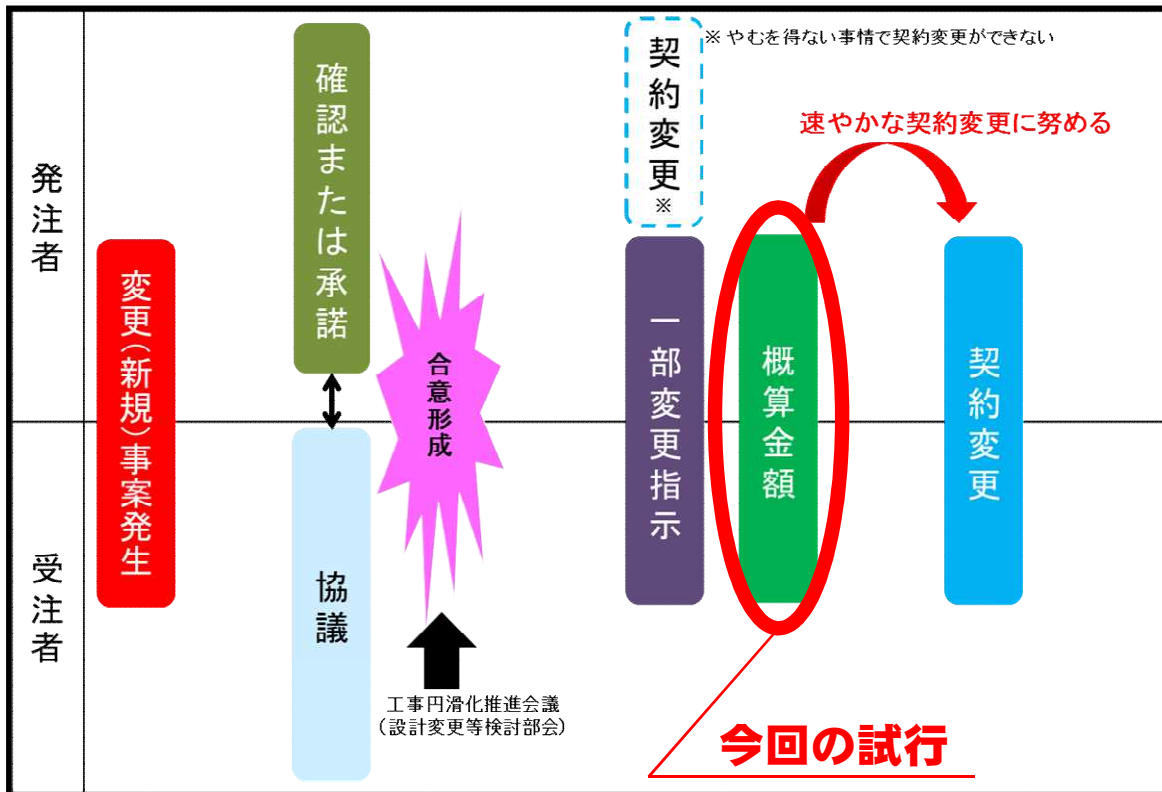 発注者
受注者
変更(新規)事案発生
確認または承諾
協議
合意形成
工事円滑化推進会議
(設計変更等検討部会)
契約変更
※
※ やむを得ない事情で契約変更ができない
一部変更指示
概算金額
速やかな契約変更に努める
契約変更
今回の試行